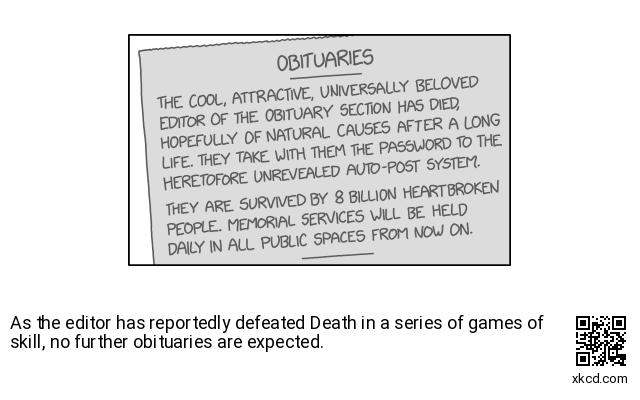 OBITUARIES
THE COOL, ATTRACTIVE, UNIVERSALLY BELOVED
EDITOR OF THE OBITUARY SECTION HAS DIED,
HOPEFULLY OF NATURAL CAUSES AFTER A LONG
LIFE. THEY TAKE WITH THEM THE PASSWORD TO THE
HERETOFORE UNREVEALED AUTO-POST SYSTEM.
THEY ARE SURVIVED BY 8 BILLION HEARTBROKEN
PEOPLE. MEMORIAL SERVICES WILL BE HELD
DAILY IN ALL PUBLIC SPACES FROM NOW ON.
As the editor has reportedly defeated Death in a series of games of
skill, no further obituaries are expected.
xkcd.com